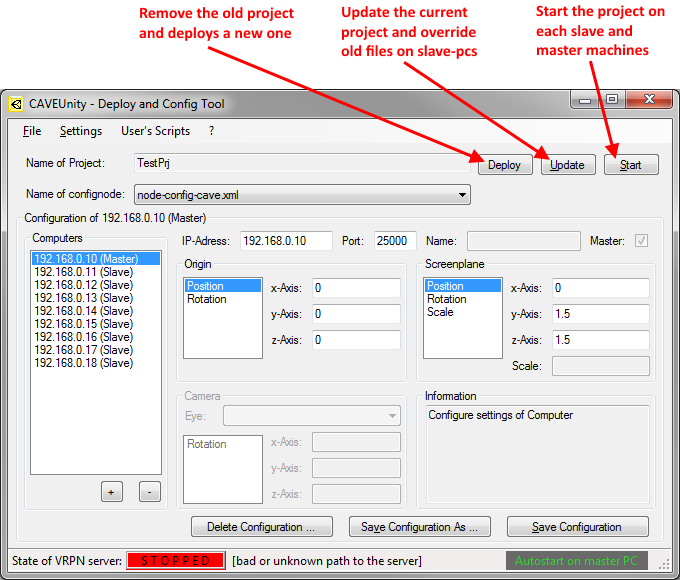 Remove the old project
and deploys a new one
Update the current
project and override
old files on slave-pcs
Start the project on
each slave and
master machines
CAVEUnity - Deploy and Config Tool
File Settings User's Scripts ?
Name of Project: TestPrj Deploy Update Start
Name of confignode: node-config-cave.xml
Configuration of 192.168.0.10 (Master)
Computers
192.168.0.10 (Master)
192.168.0.11 (Slave)
192.168.0.12 (Slave)
192.168.0.13 (Slave)
192.168.0.14 (Slave)
192.168.0.15 (Slave)
192.168.0.16 (Slave)
192.168.0.17 (Slave)
192.168.0.18 (Slave)
+ -
IP-Adress: 192.168.0.10 Port: 25000 Name: Master:
Origin
Position
Rotation
x-Axis: 0
y-Axis: 0
z-Axis: 0
Screenplane
Position
Rotation
Scale
x-Axis: 0
y-Axis: 1.5
z-Axis: 1.5
Scale:
Camera
Eye:
Rotation
x-Axis:
y-Axis:
z-Axis:
Information
Configure settings of Computer
Delete Configuration ... Save Configuration As ... Save Configuration
State of VRPN server: S T O P P E D [bad or unknown path to the server] Autostart on master PC